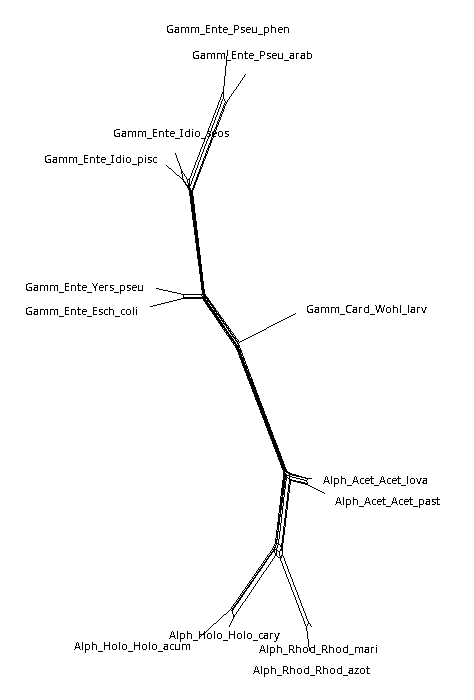 Gamm_Ente_Pseu_phen
Gamm_Ente_Pseu_arab
Gamm_Ente_Idio_seos
Gamm_Ente_Idio_pisc
Gamm_Ente_Yers_pseu
Gamm_Ente_Esch_coli
Gamm_Card_Wohl_larv
Alph_Acet_Acet_lova
Alph_Acet_Acet_past
Alph_Holo_Holo_cary
Alph_Holo_Holo_acum
Alph_Rhod_Rhod_mari
Alph_Rhod_Rhod_azot